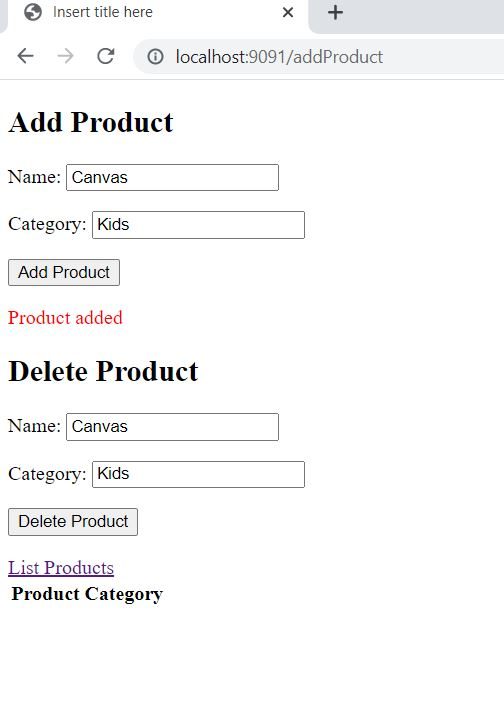 Insert title here
localhost:9091/addProduct
Add Product
Name: Canvas
Category: Kids
Add Product
Product added
Delete Product
Name: Canvas
Category: Kids
Delete Product
List Products
Product Category